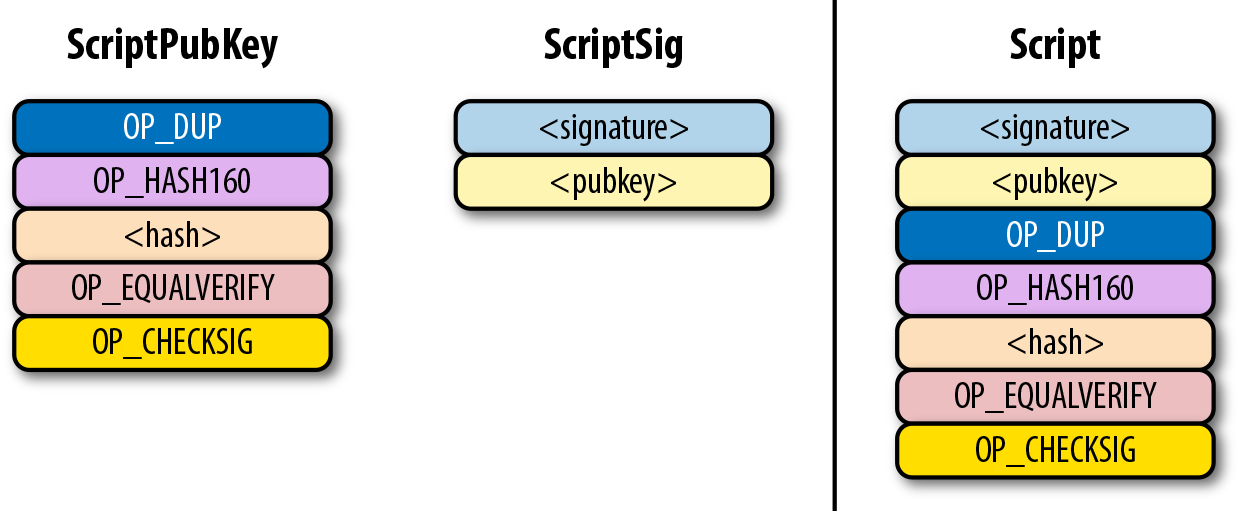 ScriptPubKey
OP_DUP
OP_HASH160
<hash>
OP_EQUALVERIFY
OP_CHECKSIG
ScriptSig
<signature>
<pubkey>
Script
<signature>
<pubkey>
OP_DUP
OP_HASH160
<hash>
OP_EQUALVERIFY
OP_CHECKSIG